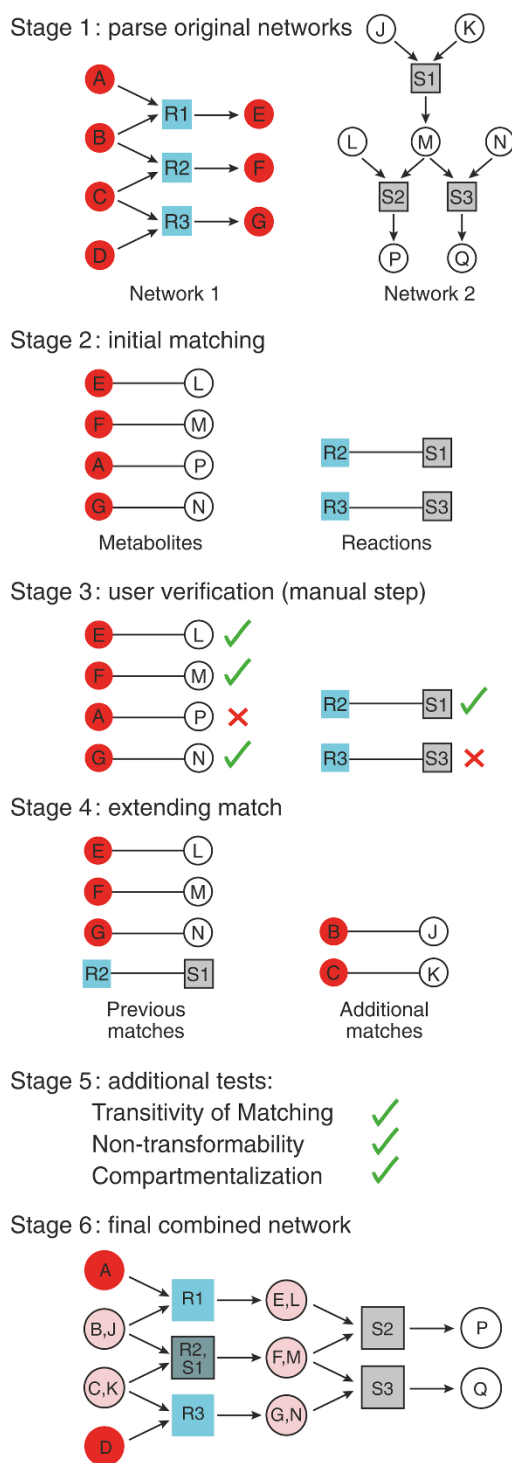 Stage 1: parse original networks
J K
A
S1
R1 E
B
L M N
R2 F
C
S2 S3
R3 G
D
P Q
Network 1 Network 2
Stage 2: initial matching
E L
F M
R2 S1
A P
R3 S3
G N
Metabolites Reactions
Stage 3: user verification (manual step)
E L
F M
R2 S1
A P
R3 S3
G N
Stage 4: extending match
E L
F M
G N
B J
R2 S1
C K
Previous matches
Additional matches
Stage 5: additional tests:
Transitivity of Matching
Non-transformability
Compartmentalization
Stage 6: final combined network
A
R1 E,L
B,J
S2 P
R2,
S1
F,M
C,K
S3 Q
R3 G,N
D